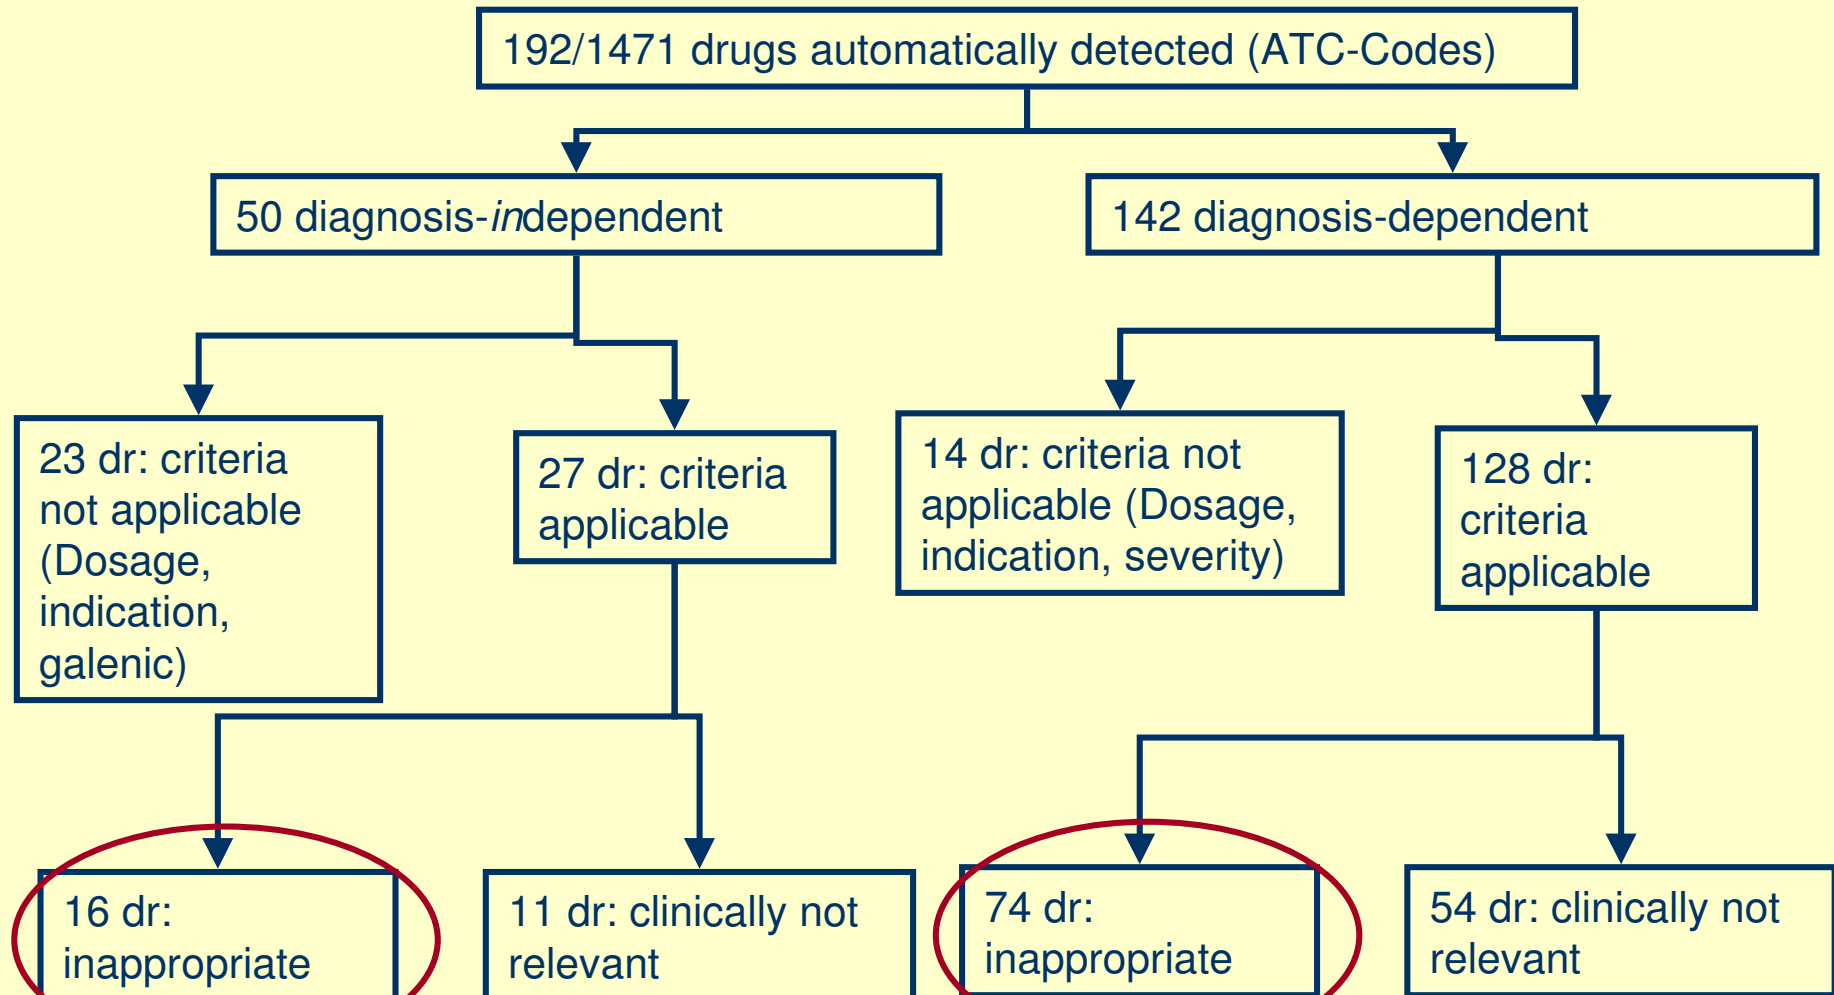 192/1471 drugs automatically detected (ATC-Codes)
50 diagnosis-independent
142 diagnosis-dependent
23 dr: criteria
not applicable
(Dosage,
indication,
galenic)
27 dr: criteria
applicable
14 dr: criteria not
applicable (Dosage,
indication, severity)
128 dr:
criteria
applicable
16 dr:
inappropriate
11 dr: clinically not
relevant
74 dr:
inappropriate
54 dr: clinically not
relevant